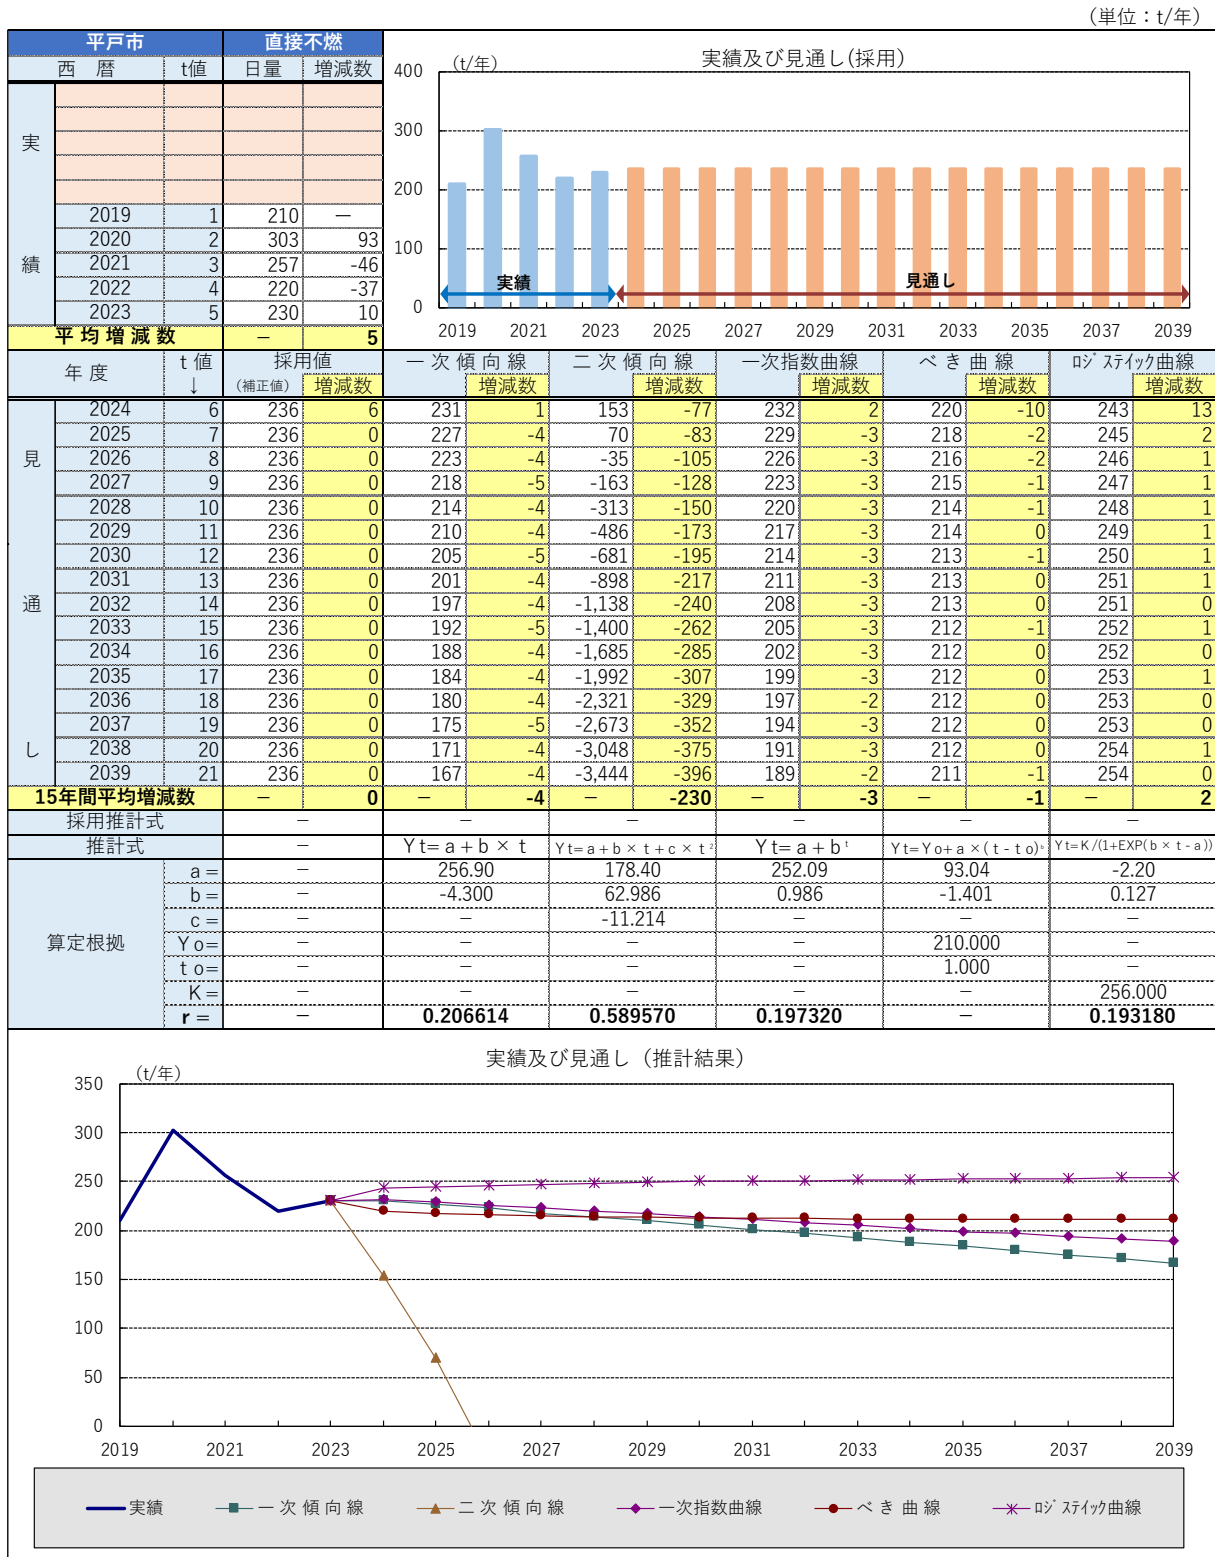 （単位：t/年）
平戸市 直接不燃
西 暦 t値 日量 増減数
実
績
2019 1 210 －
2020 2 303 93
2021 3 257 -46
2022 4 220 -37
2023 5 230 10
平 均 増 減 数 － 5
実績及び見通し(採用)
(t/年)
400
300
200
100
0
実績 見通し
2019 2021 2023 2025 2027 2029 2031 2033 2035 2037 2039
年 度 ｔ値 採用値 一 次 傾 向 線 二 次 傾 向 線 一次指数曲線 べ き 曲 線 ﾛｼﾞｽﾃｲｯｸ曲線
↓ (補正値) 増減数 増減数 増減数 増減数 増減数 増減数
見
通
し
2024 6 236 6 231 1 153 -77 232 2 220 -10 243 13
2025 7 236 0 227 -4 70 -83 229 -3 218 -2 245 2
2026 8 236 0 223 -4 -35 -105 226 -3 216 -2 246 1
2027 9 236 0 218 -5 -163 -128 223 -3 215 -1 247 1
2028 10 236 0 214 -4 -313 -150 220 -3 214 -1 248 1
2029 11 236 0 210 -4 -486 -173 217 -3 214 0 249 1
2030 12 236 0 205 -5 -681 -195 214 -3 213 -1 250 1
2031 13 236 0 201 -4 -898 -217 211 -3 213 0 251 1
2032 14 236 0 197 -4 -1,138 -240 208 -3 213 0 251 0
2033 15 236 0 192 -5 -1,400 -262 205 -3 212 -1 252 1
2034 16 236 0 188 -4 -1,685 -285 202 -3 212 0 252 0
2035 17 236 0 184 -4 -1,992 -307 199 -3 212 0 253 1
2036 18 236 0 180 -4 -2,321 -329 197 -2 212 0 253 0
2037 19 236 0 175 -5 -2,673 -352 194 -3 212 0 253 0
2038 20 236 0 171 -4 -3,048 -375 191 -3 212 0 254 1
2039 21 236 0 167 -4 -3,444 -396 189 -2 211 -1 254 0
15年間平均増減数 － 0 － -4 － -230 － -3 － -1 － 2
採用推計式 － － － － － －
推計式 － Ｙt=ａ+ｂ × t Ｙt=ａ+ｂ × t +ｃ × t ² Ｙt=ａ+ｂᵗ Ｙt=Ｙo+ａ×( t - t o)ᵇ Ｙt=Ｋ/(1+EXP(ｂ × t -ａ))
算定根拠
ａ= － 256.90 178.40 252.09 93.04 -2.20
ｂ= － -4.300 62.986 0.986 -1.401 0.127
ｃ= － － -11.214 － － －
Ｙo= － － － － 210.000 －
ｔo= － － － － 1.000 －
Ｋ= － － － － － 256.000
ｒ= － 0.206614 0.589570 0.197320 － 0.193180
実績及び見通し（推計結果）
(t/年)
350
300
250
200
150
100
50
0
2019 2021 2023 2025 2027 2029 2031 2033 2035 2037 2039
実績 一 次 傾 向 線 二 次 傾 向 線 一次指数曲線 べ き 曲 線 ﾛｼﾞｽﾃｲｯｸ曲線